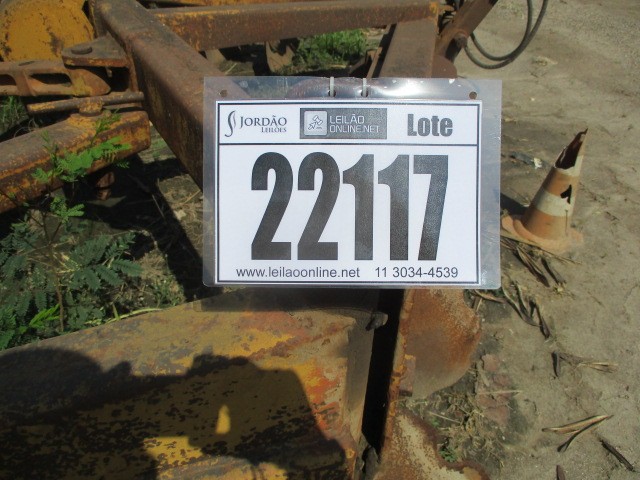 JORDÃO
LEILÕES
LEILÃO
ONLINE.NET
Lote
22117
www.leilaoonline.net 11 3034-4539